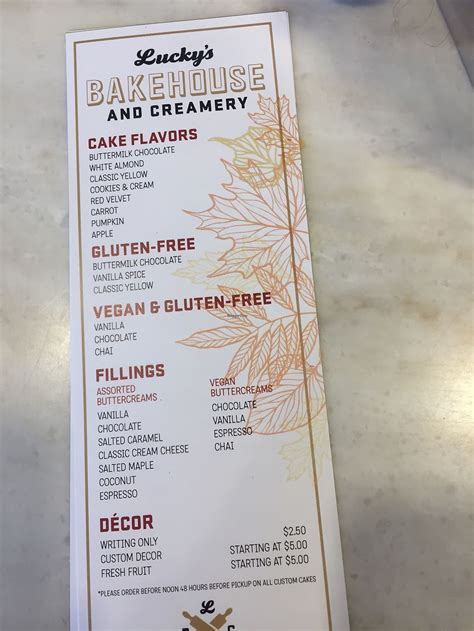 Lucky's
BAKEHOUSE
AND CREAMERY
CAKE FLAVORS
BUTTERMILK CHOCOLATE
WHITE ALMOND
CLASSIC YELLOW
COOKIES & CREAM
RED VELVET
CARROT
PUMPKIN
APPLE
GLUTEN-FREE
BUTTERMILK CHOCOLATE
VANILLA SPICE
CLASSIC YELLOW
VEGAN & GLUTEN-FREE
VANILLA
CHOCOLATE
CHAI
FILLINGS
ASSORTED
BUTTERCREAMS
VANILLA
CHOCOLATE
SALTED CARAMEL
CLASSIC CREAM CHEESE
SALTED MAPLE
COCONUT
ESPRESSO
VEGAN
BUTTERCREAMS
CHOCOLATE
VANILLA
ESPRESSO
CHAI
DÉCOR
WRITING ONLY $2.50
CUSTOM DECOR STARTING AT $5.00
FRESH FRUIT STARTING AT $5.00
*PLEASE ORDER BEFORE NOON 48 HOURS BEFORE PICKUP ON ALL CUSTOM CAKES
L